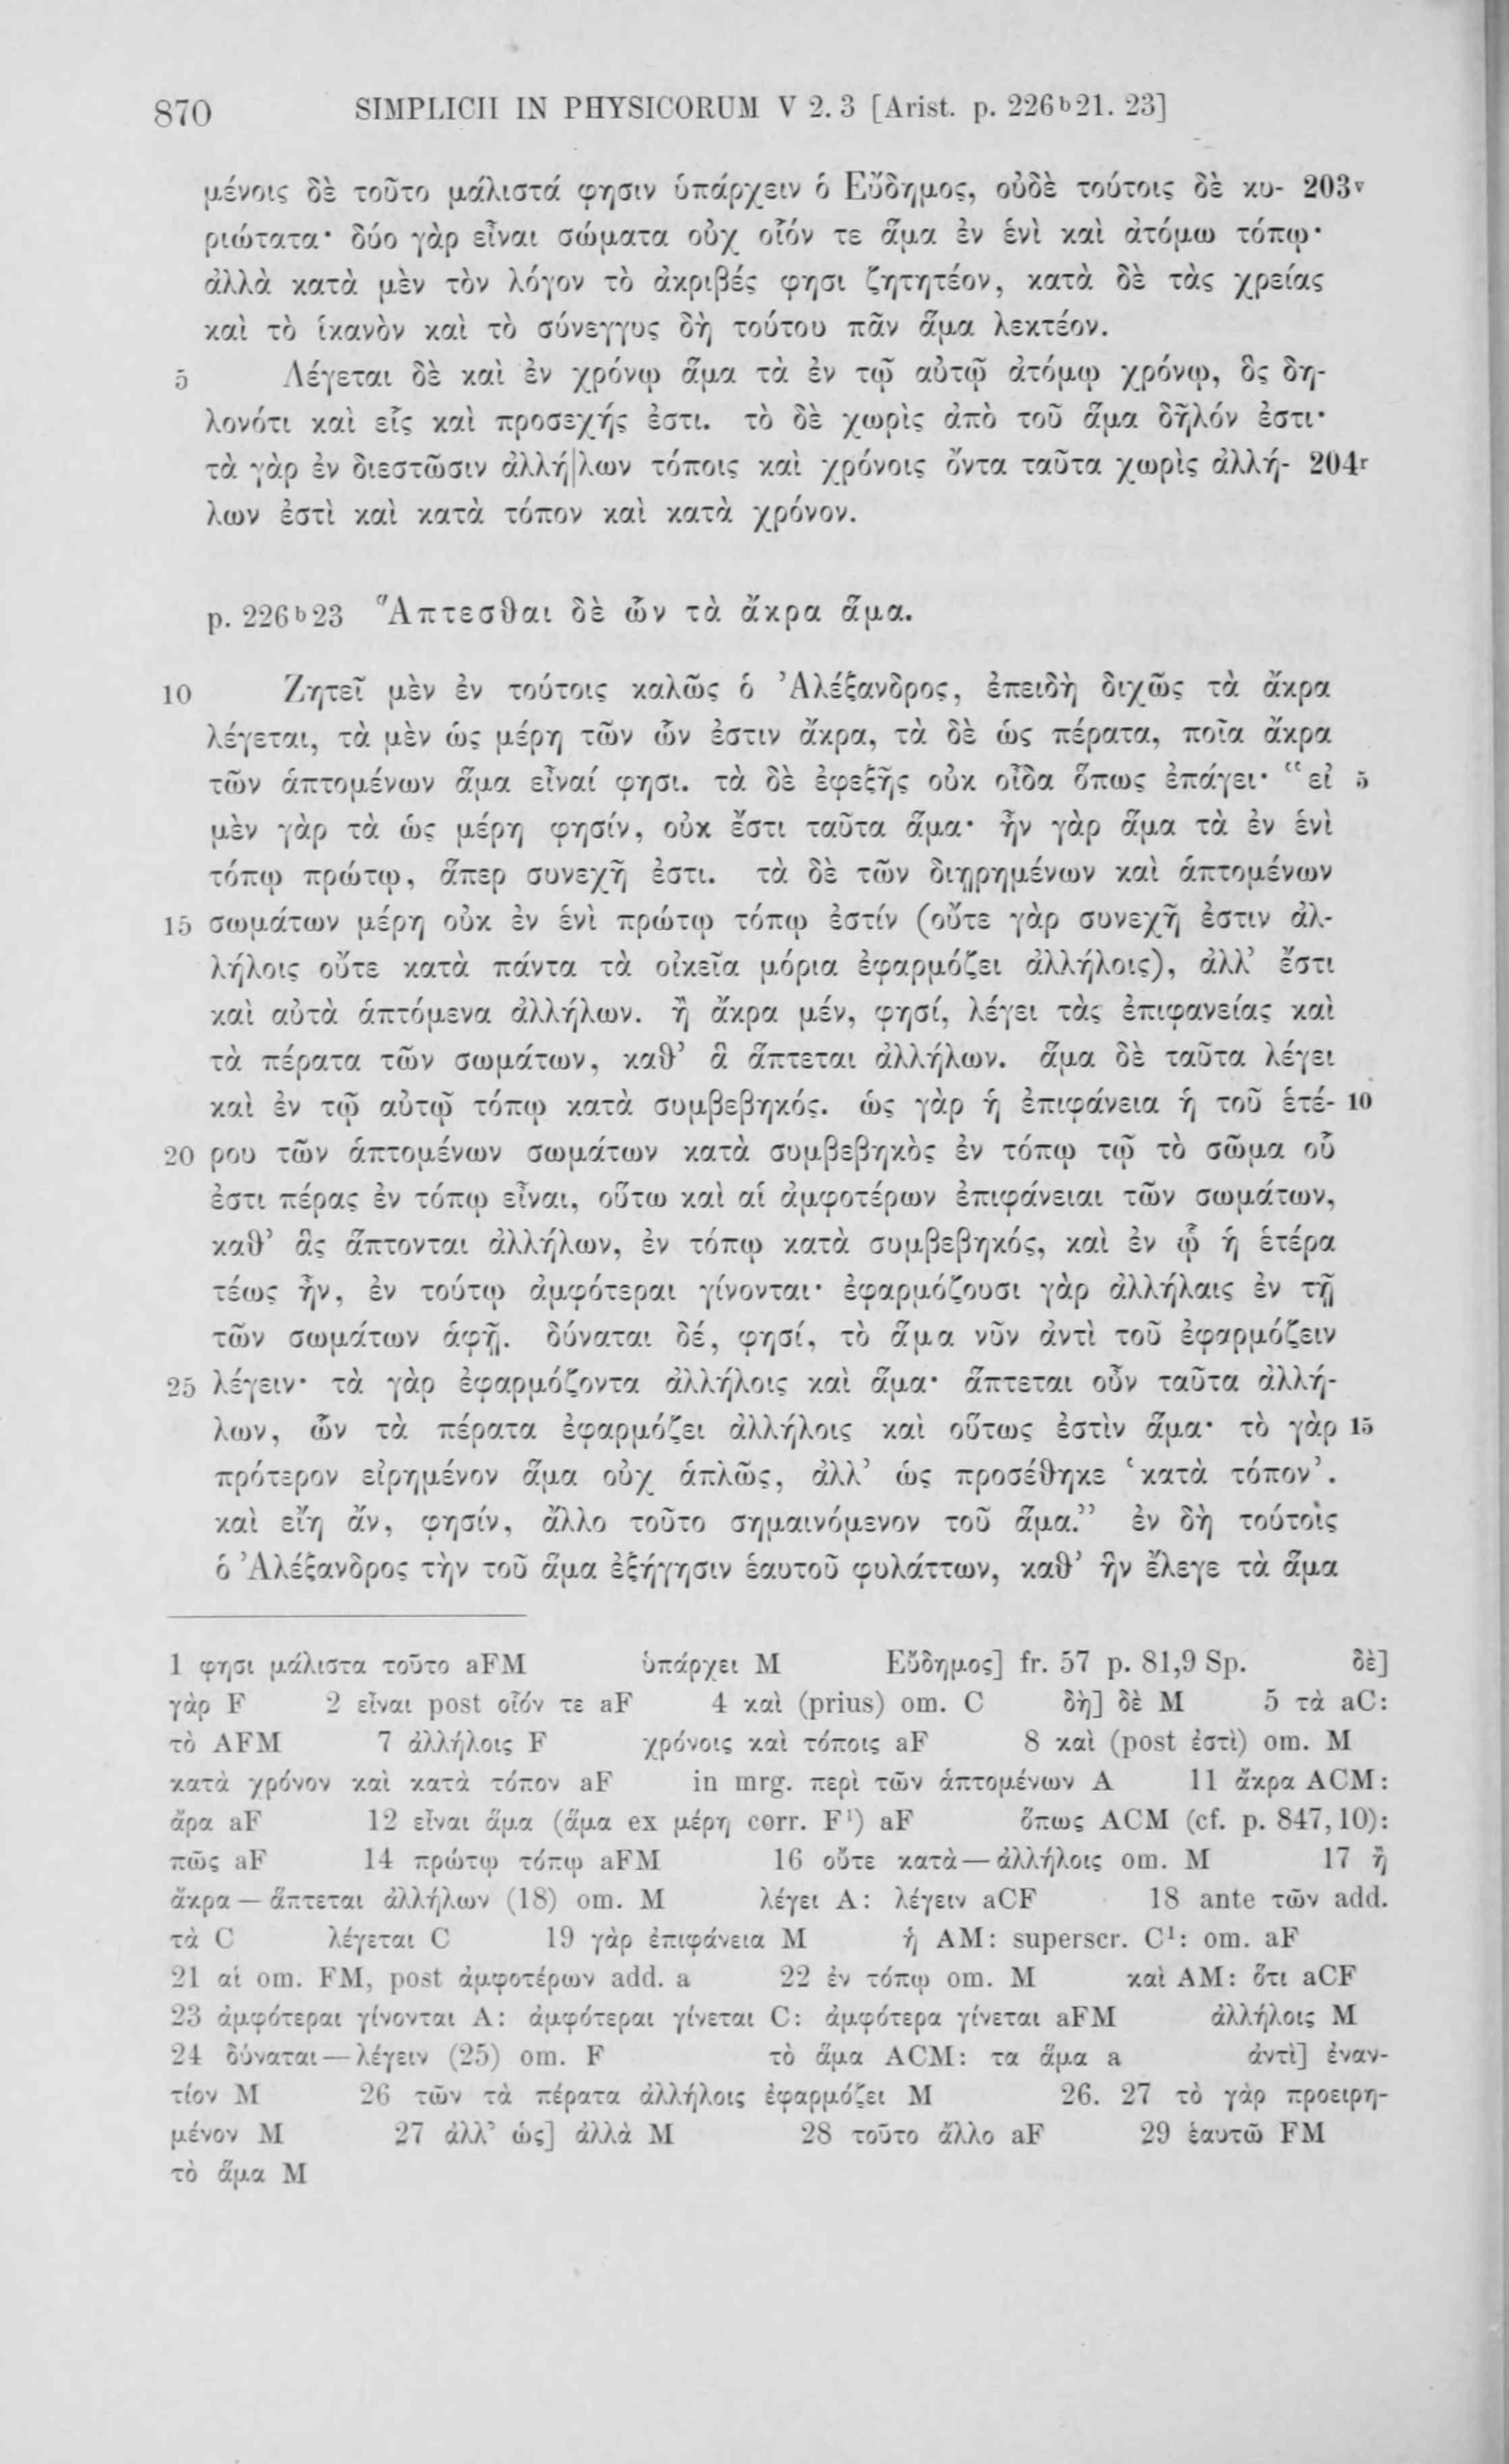 870 SIMPLICII IN PHYSICORUM V 2. 3 [Arist. p. 226ᵇ21. 23]
μένοις δὲ τοῦτο μάλιστά φησιν ὑπάρχειν ὁ Εὔδημος, οὐδὲ τούτοις δὲ κυ- 203ᵛ
ριώτατα· δύο γὰρ εἶναι σώματα οὐχ οἷόν τε ἅμα ἐν ἑνὶ καὶ ἀτόμω τόπῳ·
ἀλλὰ κατὰ μὲν τὸν λόγον τὸ ἀκριβές φησι ζητητέον, κατὰ δὲ τὰς χρείας
καὶ τὸ ἱκανὸν καὶ τὸ σύνεγγυς δὴ τούτου πᾶν ἅμα λεκτέον.
5 Λέγεται δὲ καὶ ἐν χρόνῳ ἅμα τὰ ἐν τῷ αὐτῷ ἀτόμῳ χρόνῳ, ὃς δη-
λονότι καὶ εἷς καὶ προσεχής ἐστι. τὸ δὲ χωρὶς ἀπὸ τοῦ ἅμα δῆλόν ἐστι·
τὰ γὰρ ἐν διεστῶσιν ἀλλή|λων τόποις καὶ χρόνοις ὄντα ταῦτα χωρὶς ἀλλή- 204ʳ
λων ἐστὶ καὶ κατὰ τόπον καὶ κατὰ χρόνον.
p. 226ᵇ23 Ἅπτεσθαι δὲ ὧν τὰ ἄκρα ἅμα.
10 Ζητεῖ μὲν ἐν τούτοις καλῶς ὁ Ἀλέξανδρος, ἐπειδὴ διχῶς τὰ ἄκρα
λέγεται, τὰ μὲν ὡς μέρη τῶν ὧν ἐστιν ἄκρα, τὰ δὲ ὡς πέρατα, ποῖα ἄκρα
τῶν ἁπτομένων ἅμα εἶναί φησι. τὰ δὲ ἐφεξῆς οὐκ οἶδα ὅπως ἐπάγει· “εἰ 5
μὲν γὰρ τὰ ὡς μέρη φησίν, οὐκ ἔστι ταῦτα ἅμα· ἦν γὰρ ἅμα τὰ ἐν ἑνὶ
τόπῳ πρώτῳ, ἅπερ συνεχῆ ἐστι. τὰ δὲ τῶν διῃρημένων καὶ ἁπτομένων
15 σωμάτων μέρη οὐκ ἐν ἑνὶ πρώτῳ τόπῳ ἐστίν (οὔτε γὰρ συνεχῆ ἐστιν ἀλ-
λήλοις οὔτε κατὰ πάντα τὰ οἰκεῖα μόρια ἐφαρμόζει ἀλλήλοις), ἀλλ’ ἔστι
καὶ αὐτὰ ἁπτόμενα ἀλλήλων. ἢ ἄκρα μέν, φησί, λέγει τὰς ἐπιφανείας καὶ
τὰ πέρατα τῶν σωμάτων, καθ’ ἃ ἅπτεται ἀλλήλων. ἅμα δὲ ταῦτα λέγει
καὶ ἐν τῷ αὐτῷ τόπῳ κατὰ συμβεβηκός. ὡς γὰρ ἡ ἐπιφάνεια ἡ τοῦ ἑτέ- 10
20 ρου τῶν ἁπτομένων σωμάτων κατὰ συμβεβηκὸς ἐν τόπῳ τῷ τὸ σῶμα οὗ
ἐστι πέρας ἐν τόπῳ εἶναι, οὕτω καὶ αἱ ἀμφοτέρων ἐπιφάνειαι τῶν σωμάτων,
καθ’ ἃς ἅπτονται ἀλλήλων, ἐν τόπῳ κατὰ συμβεβηκός, καὶ ἐν ᾧ ἡ ἑτέρα
τέως ἦν, ἐν τούτῳ ἀμφότεραι γίνονται· ἐφαρμόζουσι γὰρ ἀλλήλαις ἐν τῇ
τῶν σωμάτων ἁφῇ. δύναται δέ, φησί, τὸ ἅμα νῦν ἀντὶ τοῦ ἐφαρμόζειν
25 λέγειν· τὰ γὰρ ἐφαρμόζοντα ἀλλήλοις καὶ ἅμα· ἅπτεται οὖν ταῦτα ἀλλή-
λων, ὧν τὰ πέρατα ἐφαρμόζει ἀλλήλοις καὶ οὕτως ἐστὶν ἅμα· τὸ γὰρ 15
πρότερον εἰρημένον ἅμα οὐχ ἁπλῶς, ἀλλ’ ὡς προσέθηκε ‘κατὰ τόπον’.
καὶ εἴη ἄν, φησίν, ἄλλο τοῦτο σημαινόμενον τοῦ ἅμα.” ἐν δὴ τούτοις
ὁ Ἀλέξανδρος τὴν τοῦ ἅμα ἐξήγησιν ἑαυτοῦ φυλάττων, καθ’ ἣν ἔλεγε τὰ ἅμα
1 φησι μάλιστα τοῦτο aFM ὑπάρχει M Εὔδημος] fr. 57 p. 81,9 Sp. δὲ]
γὰρ F 2 εἶναι post οἷόν τε aF 4 καὶ (prius) om. C δὴ] δὲ M 5 τὰ aC:
τὸ AFM 7 ἀλλήλοις F χρόνοις καὶ τόποις aF 8 καὶ (post ἐστὶ) om. M
κατὰ χρόνον καὶ κατὰ τόπον aF in mrg. περὶ τῶν ἁπτομένων A 11 ἄκρα ACM:
ἄρα aF 12 εἶναι ἅμα (ἅμα ex μέρη corr. F¹) aF ὅπως ACM (cf. p. 847,10):
πῶς aF 14 πρώτῳ τόπῳ aFM 16 οὔτε κατὰ—ἀλλήλοις om. M 17 ἢ
ἄκρα — ἅπτεται ἀλλήλων (18) om. M λέγει A: λέγειν aCF 18 ante τῶν add.
τὰ C λέγεται C 19 γὰρ ἐπιφάνεια M ἡ AM: superscr. C¹: om. aF
21 αἱ om. FM, post ἀμφοτέρων add. a 22 ἐν τόπῳ om. M καὶ AM: ὅτι aCF
23 ἀμφότεραι γίνονται A: ἀμφότεραι γίνεται C: ἀμφότερα γίνεται aFM ἀλλήλοις M
24 δύναται—λέγειν (25) om. F τὸ ἅμα ACM: τα ἅμα a ἀντὶ] ἐναν-
τίον M 26 τῶν τὰ πέρατα ἀλλήλοις ἐφαρμόζει M 26. 27 τὸ γὰρ προειρη-
μένον M 27 ἀλλ’ ὡς] ἀλλὰ M 28 τοῦτο ἄλλο aF 29 ἑαυτῶ FM
τὸ ἅμα M